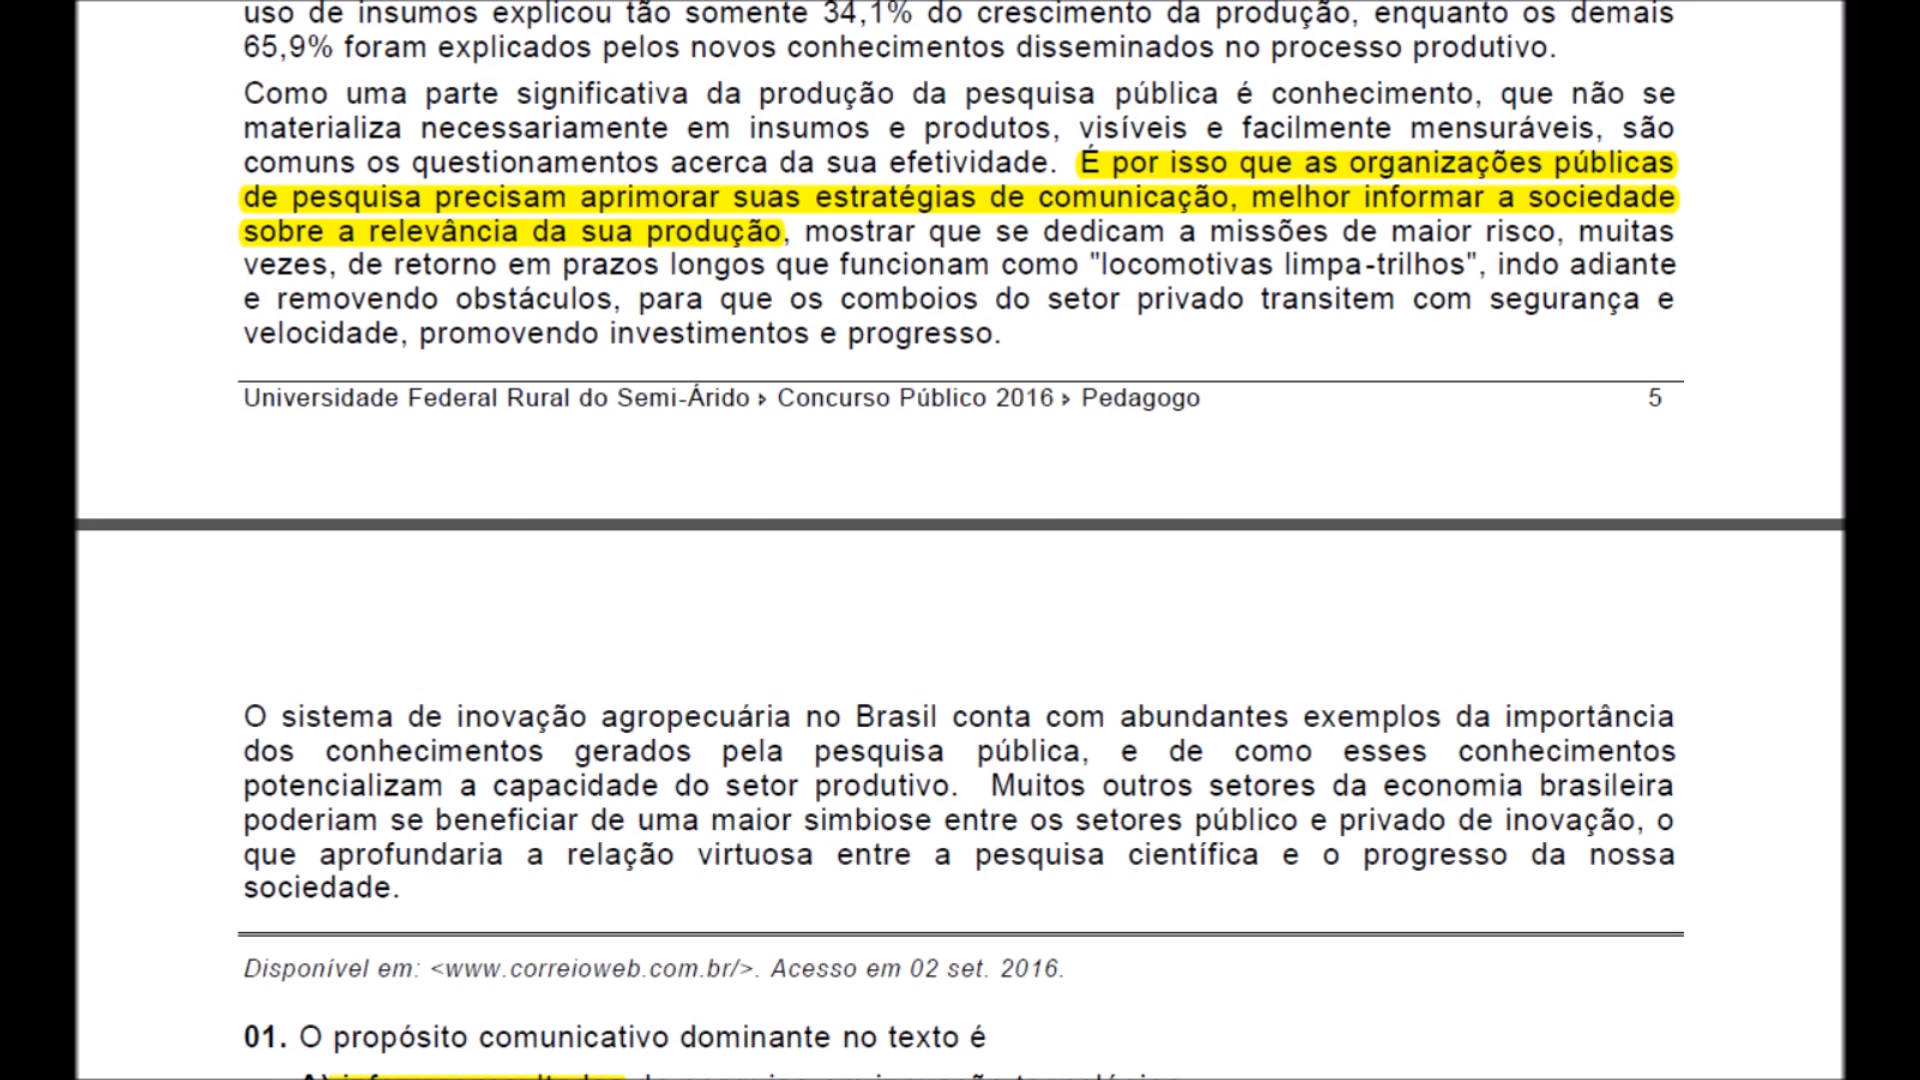 uso de insumos explicou tão somente 34,1% do crescimento da produção, enquanto os demais
65,9% foram explicados pelos novos conhecimentos disseminados no processo produtivo.
Como uma parte significativa da produção da pesquisa pública é conhecimento, que não se
materializa necessariamente em insumos e produtos, visíveis e facilmente mensuráveis, são
comuns os questionamentos acerca da sua efetividade. É por isso que as organizações públicas
de pesquisa precisam aprimorar suas estratégias de comunicação, melhor informar a sociedade
sobre a relevância da sua produção, mostrar que se dedicam a missões de maior risco, muitas
vezes, de retorno em prazos longos que funcionam como "locomotivas limpa-trilhos", indo adiante
e removendo obstáculos, para que os comboios do setor privado transitem com segurança e
velocidade, promovendo investimentos e progresso.
Universidade Federal Rural do Semi-Árido ▹ Concurso Público 2016 ▹ Pedagogo 5
O sistema de inovação agropecuária no Brasil conta com abundantes exemplos da importância
dos conhecimentos gerados pela pesquisa pública, e de como esses conhecimentos
potencializam a capacidade do setor produtivo. Muitos outros setores da economia brasileira
poderiam se beneficiar de uma maior simbiose entre os setores público e privado de inovação, o
que aprofundaria a relação virtuosa entre a pesquisa científica e o progresso da nossa
sociedade.
Disponível em: <www.correioweb.com.br/>. Acesso em 02 set. 2016.
01. O propósito comunicativo dominante no texto é